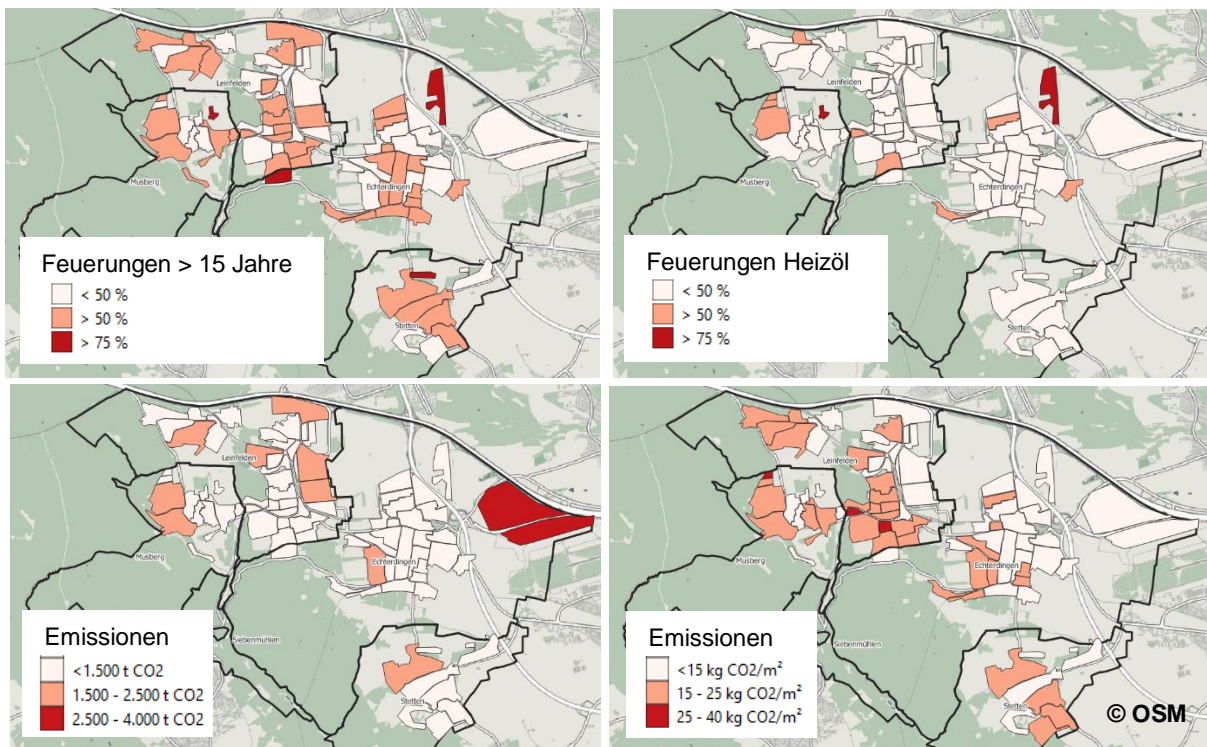 Leinfelden
Musberg
Echterdingen
Stetten
Feuerungen > 15 Jahre
< 50 %
> 50 %
> 75 %
Leinfelden
Musberg
Echterdingen
Stetten
Feuerungen Heizöl
< 50 %
> 50 %
> 75 %
Leinfelden
Musberg
Echterdingen
Siebenmühlen
Stetten
Emissionen
<1.500 t CO2
1.500 - 2.500 t CO2
2.500 - 4.000 t CO2
Leinfelden
Musberg
Echterdingen
Siebenmühlen
Stetten
Emissionen
<15 kg CO2/m²
15 - 25 kg CO2/m²
25 - 40 kg CO2/m²
© OSM